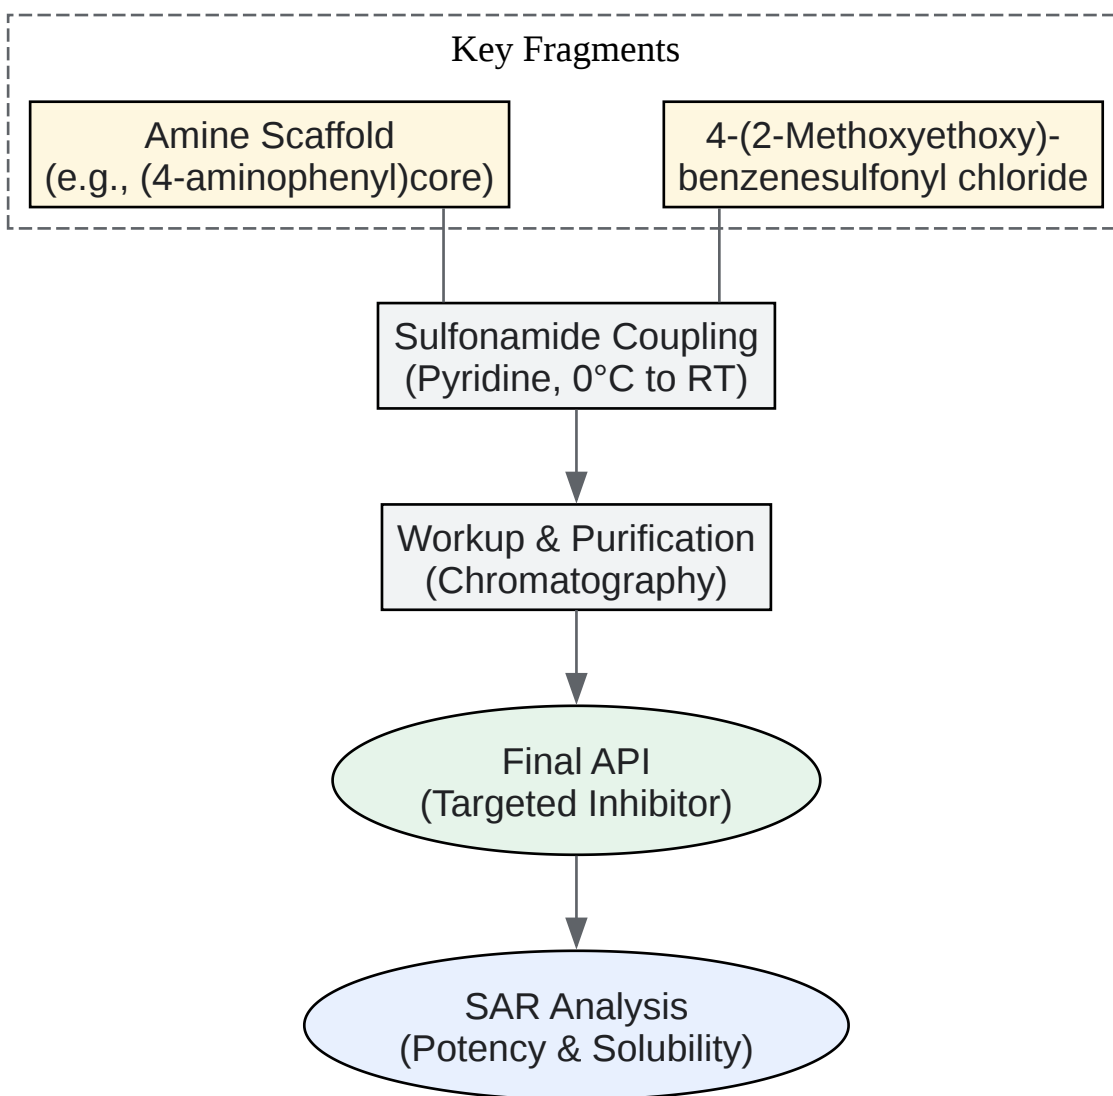 Key Fragments
Amine Scaffold
(e.g., (4-aminophenyl)core)
4-(2-Methoxyethoxy)-
benzenesulfonyl chloride
Sulfonamide Coupling
(Pyridine, 0°C to RT)
Workup & Purification
(Chromatography)
Final API
(Targeted Inhibitor)
SAR Analysis
(Potency & Solubility)